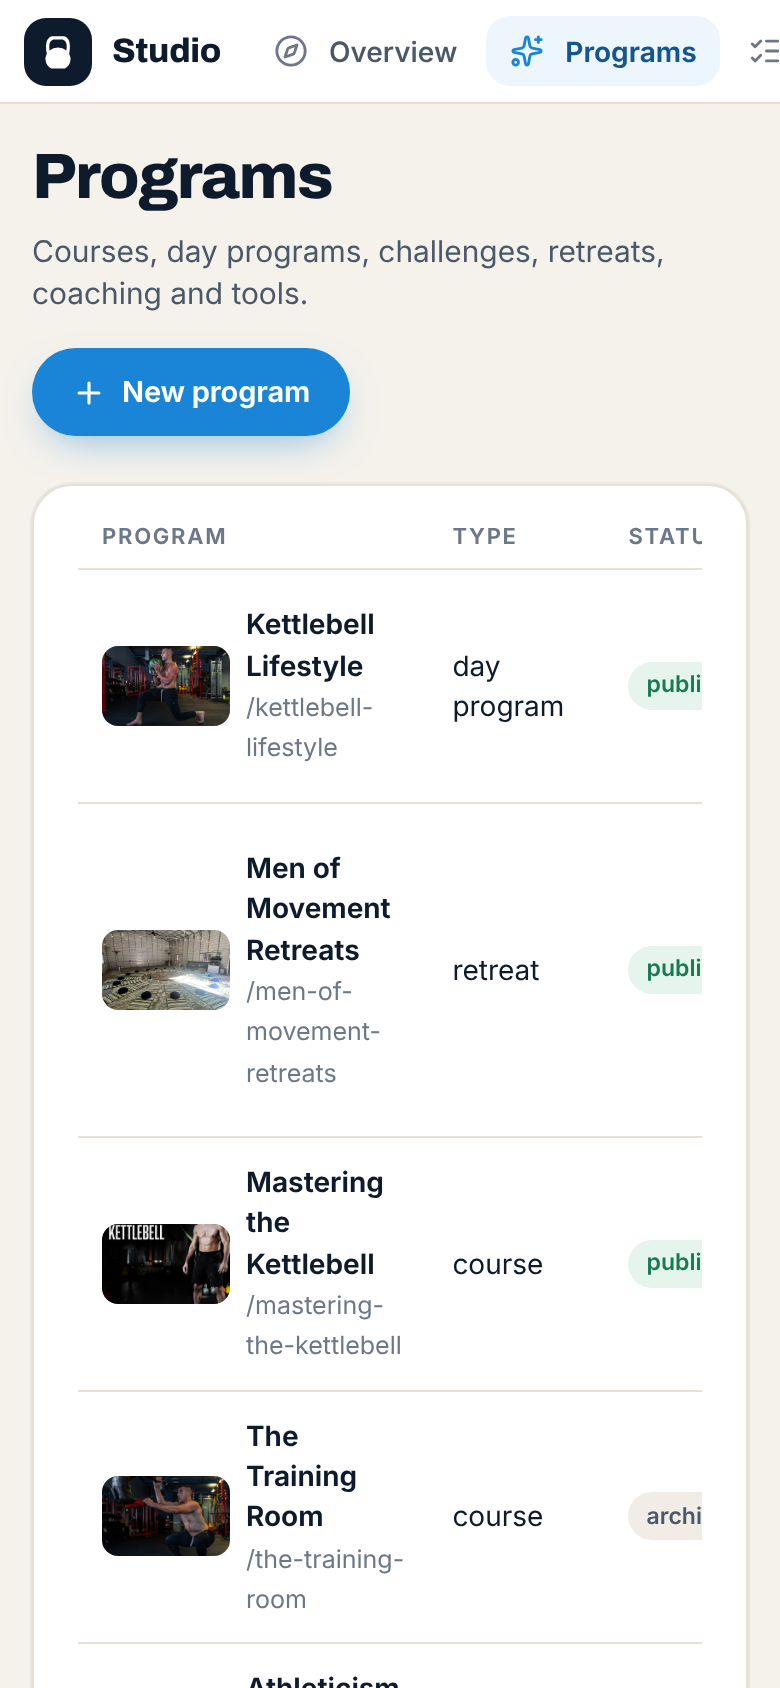 Studio
Overview
Programs
Programs
Courses, day programs, challenges, retreats,
coaching and tools.
New program
PROGRAM
TYPE
STATU
Kettlebell
Lifestyle
/kettlebell-
lifestyle
day
program
publi
Men of
Movement
Retreats
/men-of-
movement-
retreats
retreat
publi
KETTLEBELL
Mastering
the
Kettlebell
/mastering-
the-kettlebell
course
publi
The
Training
Room
/the-training-
room
course
archi
Athleticism